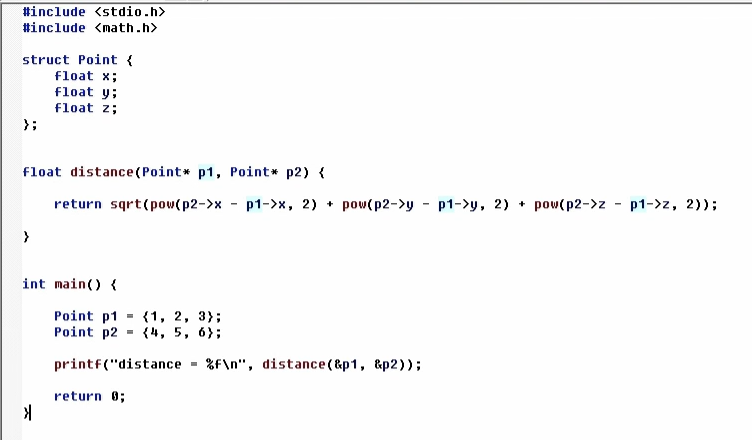 #include <stdio.h>
#include <math.h>
struct Point {
    float x;
    float y;
    float z;
};
float distance(Point* p1, Point* p2) {
    return sqrt(pow(p2->x - p1->x, 2) + pow(p2->y - p1->y, 2) + pow(p2->z - p1->z, 2));
}
int main() {
    Point p1 = {1, 2, 3};
    Point p2 = {4, 5, 6};
    printf("distance = %f\n", distance(&p1, &p2));
    return 0;
}